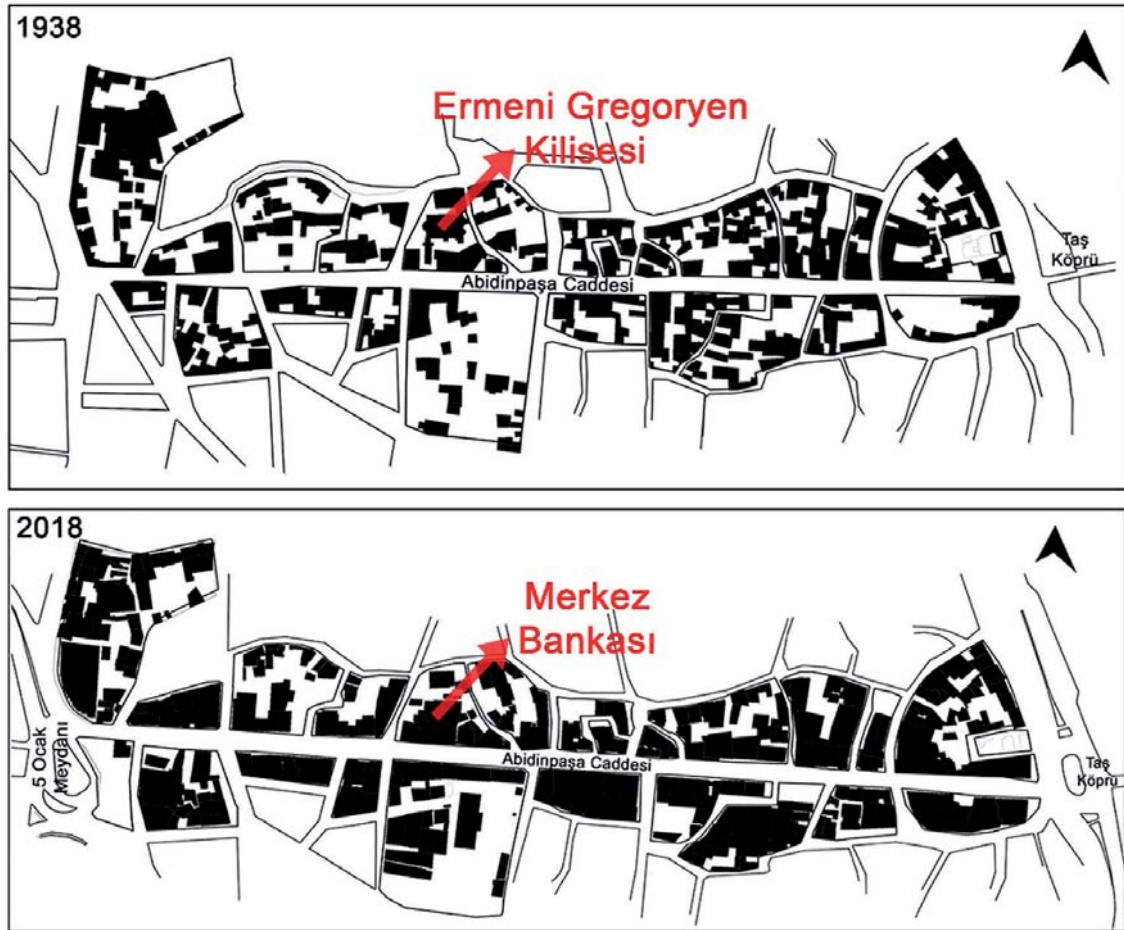 1938
Ermeni Gregoryen
Kilisesi
Taş
Köprü
Abidinpaşa Caddesi
2018
Merkez
Bankası
5 Ocak
Meydanı
Abidinpaşa Caddesi
Taş
Köprü